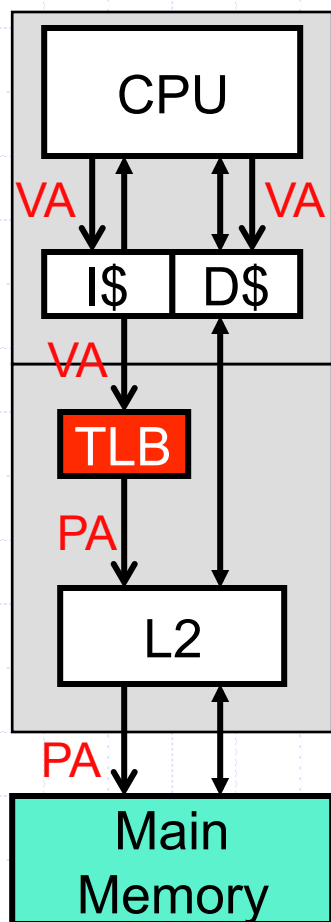 CPU
VA VA
I$ D$
VA
TLB
PA
L2
PA
Main
Memory